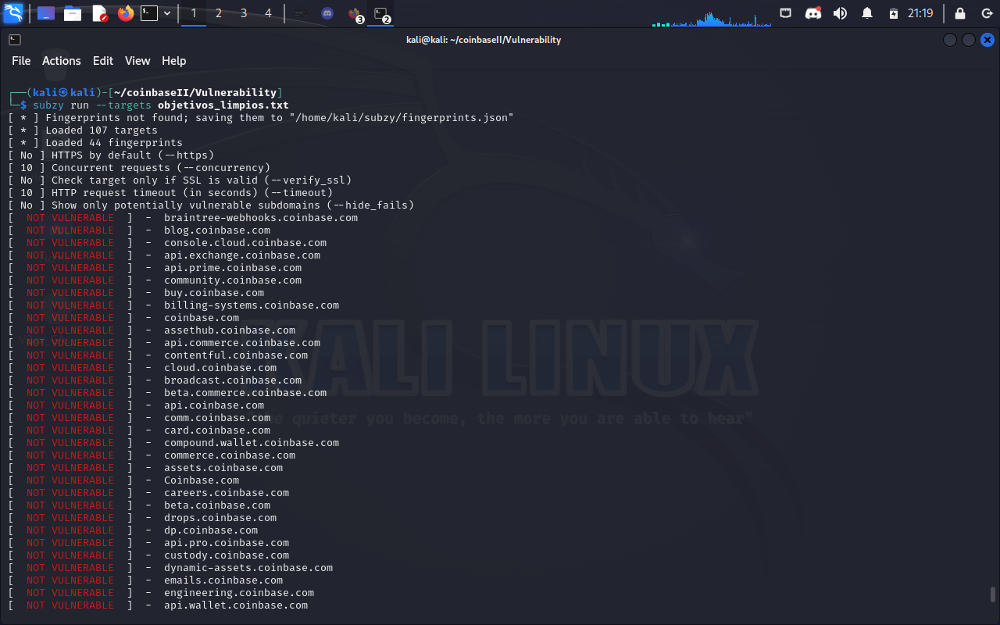 1 2 3 4 3 2 21:19
kali@kali: ~/coinbaseII/Vulnerability
File Actions Edit View Help
┌──(kali㉿kali)-[~/coinbaseII/Vulnerability]
└─$ subzy run --targets objetivos_limpios.txt
[ * ] Fingerprints not found; saving them to "/home/kali/subzy/fingerprints.json"
[ * ] Loaded 107 targets
[ * ] Loaded 44 fingerprints
[ No ] HTTPS by default (--https)
[ 10 ] Concurrent requests (--concurrency)
[ No ] Check target only if SSL is valid (--verify_ssl)
[ 10 ] HTTP request timeout (in seconds) (--timeout)
[ No ] Show only potentially vulnerable subdomains (--hide_fails)
[ NOT VULNERABLE ] - braintree-webhooks.coinbase.com
[ NOT VULNERABLE ] - blog.coinbase.com
[ NOT VULNERABLE ] - console.cloud.coinbase.com
[ NOT VULNERABLE ] - api.exchange.coinbase.com
[ NOT VULNERABLE ] - api.prime.coinbase.com
[ NOT VULNERABLE ] - community.coinbase.com
[ NOT VULNERABLE ] - buy.coinbase.com
[ NOT VULNERABLE ] - billing-systems.coinbase.com
[ NOT VULNERABLE ] - coinbase.com
[ NOT VULNERABLE ] - assethub.coinbase.com
[ NOT VULNERABLE ] - api.commerce.coinbase.com
[ NOT VULNERABLE ] - contentful.coinbase.com
[ NOT VULNERABLE ] - cloud.coinbase.com
[ NOT VULNERABLE ] - broadcast.coinbase.com
[ NOT VULNERABLE ] - beta.commerce.coinbase.com
[ NOT VULNERABLE ] - api.coinbase.com
[ NOT VULNERABLE ] - comm.coinbase.com
[ NOT VULNERABLE ] - card.coinbase.com
[ NOT VULNERABLE ] - compound.wallet.coinbase.com
[ NOT VULNERABLE ] - commerce.coinbase.com
[ NOT VULNERABLE ] - assets.coinbase.com
[ NOT VULNERABLE ] - Coinbase.com
[ NOT VULNERABLE ] - careers.coinbase.com
[ NOT VULNERABLE ] - beta.coinbase.com
[ NOT VULNERABLE ] - drops.coinbase.com
[ NOT VULNERABLE ] - dp.coinbase.com
[ NOT VULNERABLE ] - api.pro.coinbase.com
[ NOT VULNERABLE ] - custody.coinbase.com
[ NOT VULNERABLE ] - dynamic-assets.coinbase.com
[ NOT VULNERABLE ] - emails.coinbase.com
[ NOT VULNERABLE ] - engineering.coinbase.com
[ NOT VULNERABLE ] - api.wallet.coinbase.com
KALI LINUX
quieter you become, the more you are able to hear"